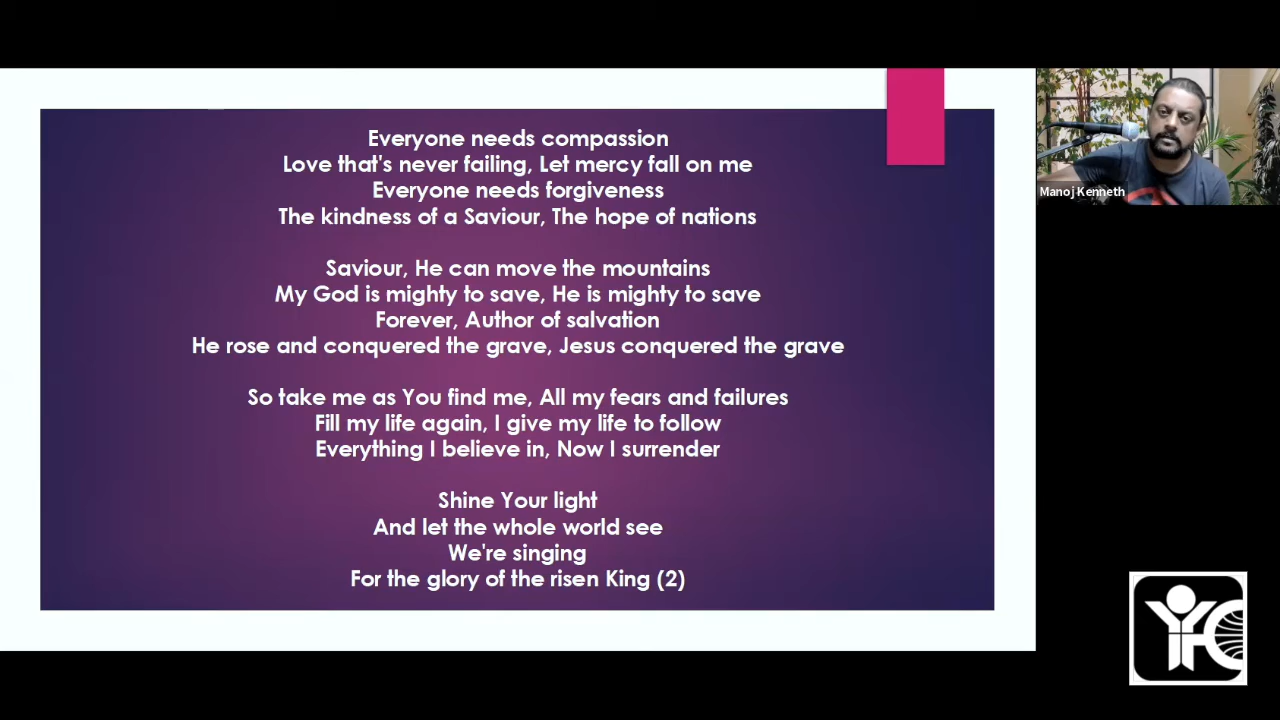 Everyone needs compassion
Love that's never failing, Let mercy fall on me
Everyone needs forgiveness
The kindness of a Saviour, The hope of nations
Saviour, He can move the mountains
My God is mighty to save, He is mighty to save
Forever, Author of salvation
He rose and conquered the grave, Jesus conquered the grave
So take me as You find me, All my fears and failures
Fill my life again, I give my life to follow
Everything I believe in, Now I surrender
Shine Your light
And let the whole world see
We're singing
For the glory of the risen King (2)
Manoj Kenneth
YFC